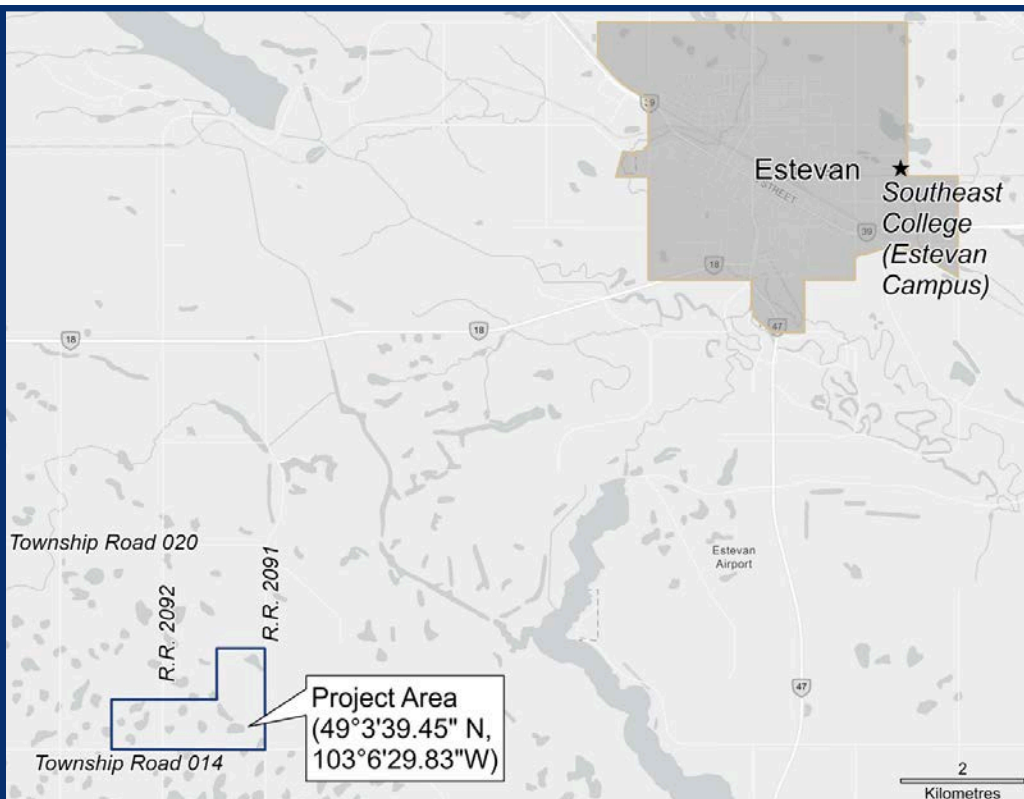 39
Estevan
STREET
Southeast
College
(Estevan
Campus)
39
18
47
18
18
Township Road 020
R.R. 2092
R.R. 2091
Estevan
Airport
47
Project Area
(49°3'39.45" N,
103°6'29.83"W)
Township Road 014
2
Kilometres